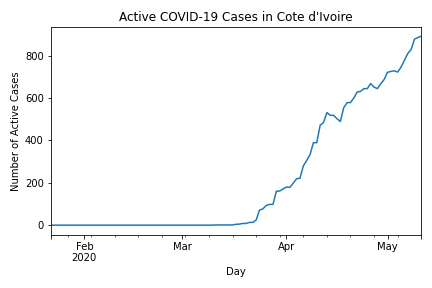 Active COVID-19 Cases in Cote d'Ivoire
Number of Active Cases
800
600
400
200
0
Feb
2020
Mar
Apr
May
Day